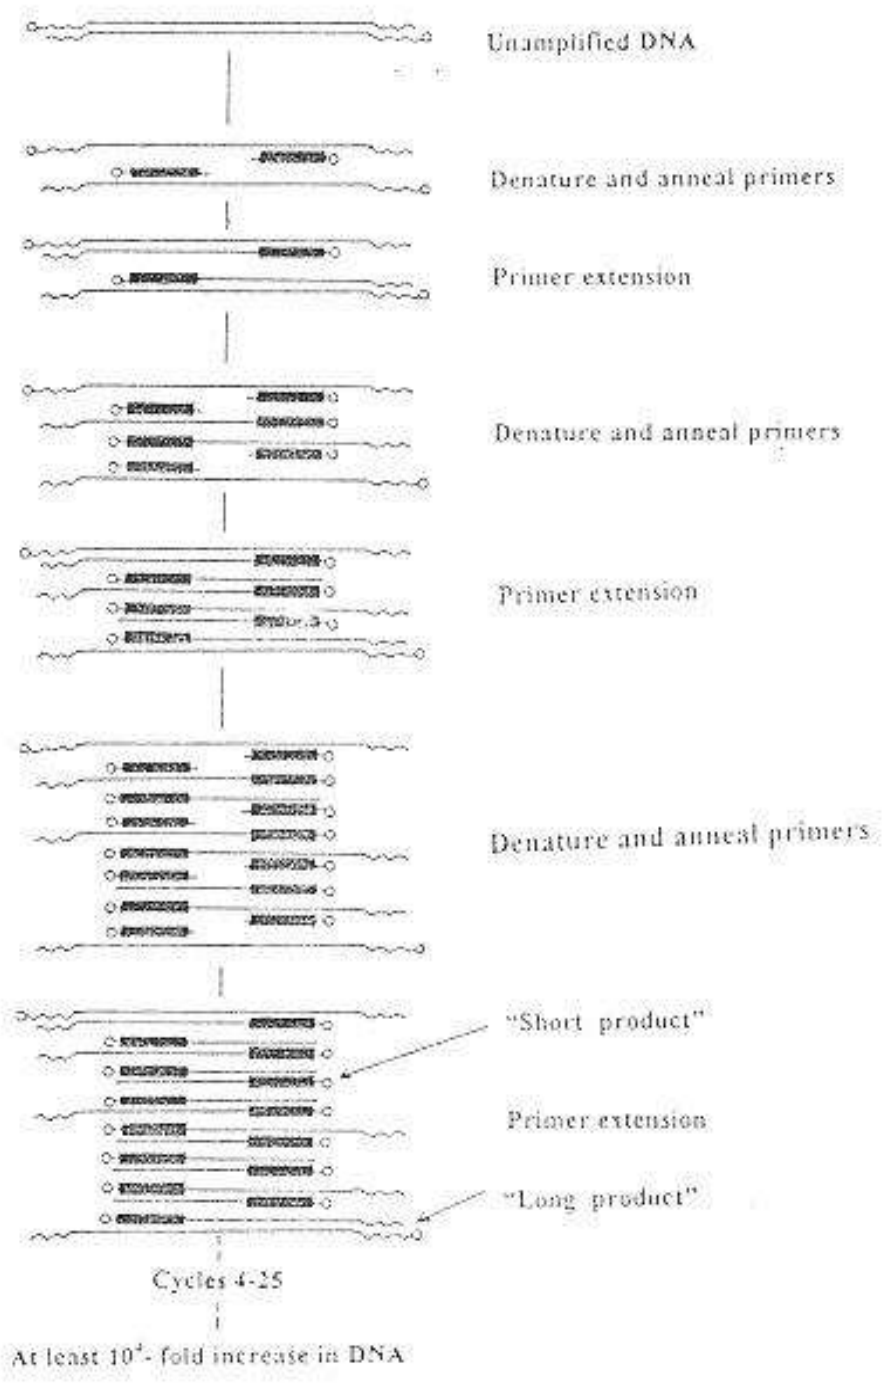 Unamplified DNA
Denature and anneal primers
Primer extension
Denature and anneal primers
Primer extension
Denature and anneal primers
“Short product”
Primer extension
“Long product”
Cycles 4-25
At least 10⁴- fold increase in DNA